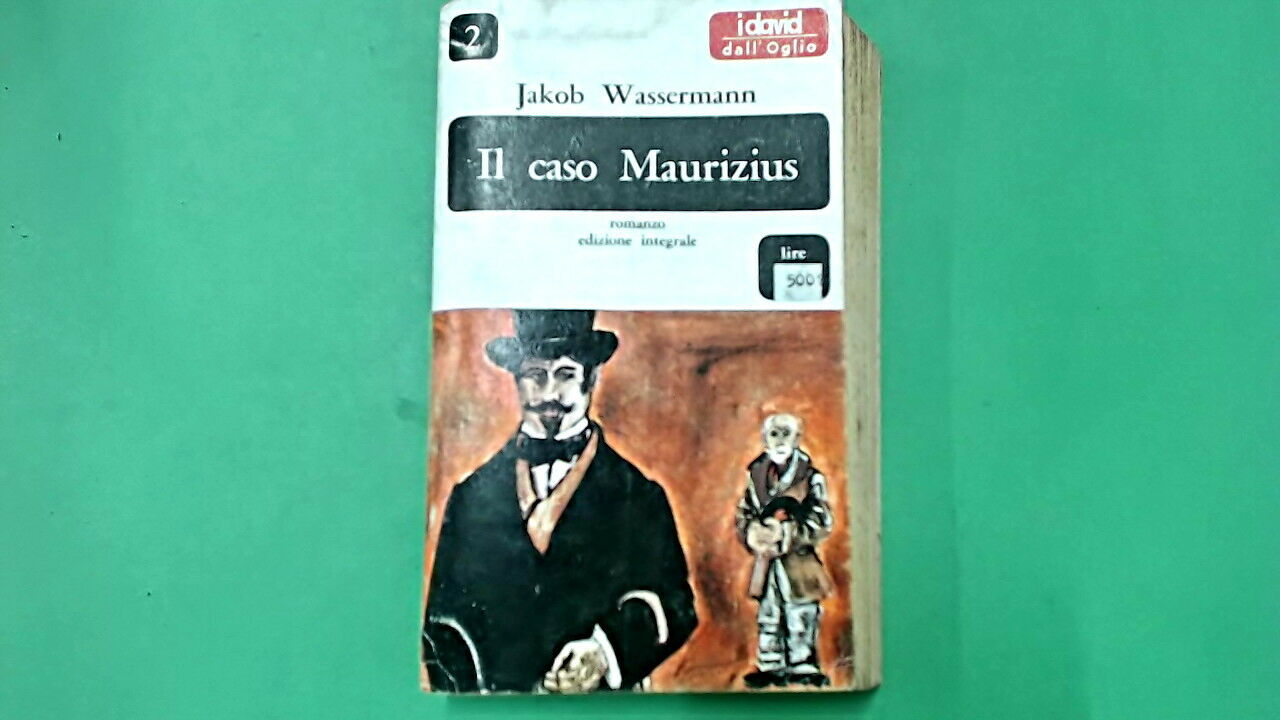 2
i david
dall'Oglio
Jakob Wassermann
Il caso Maurizius
romanzo
edizione integrale
lire
500